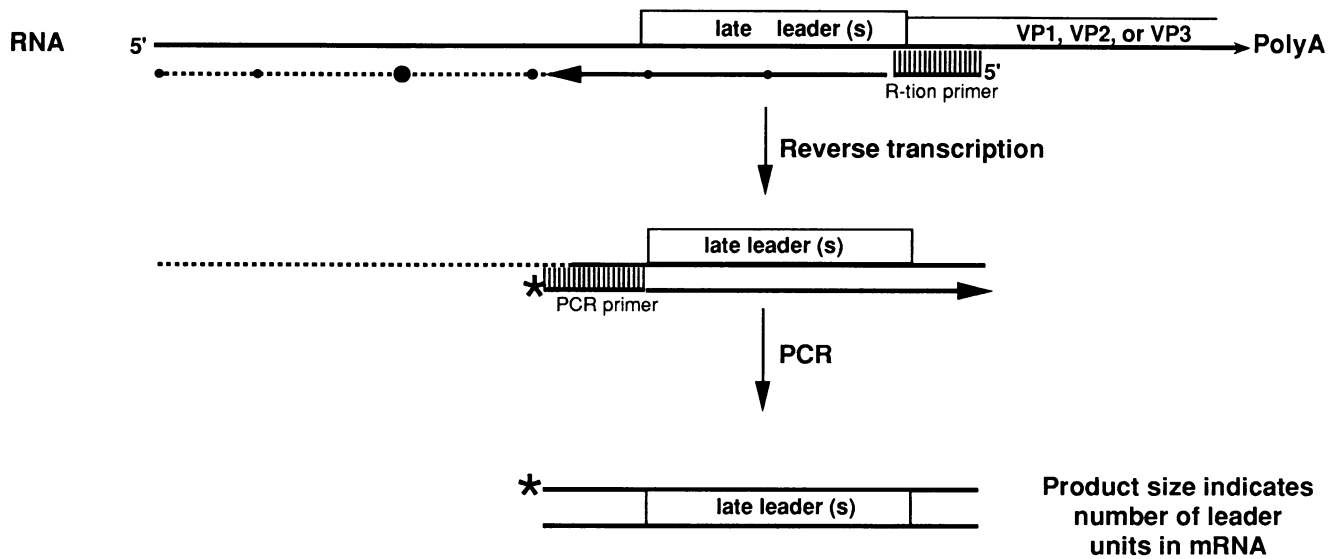 late leader (s)
RNA 5' VP1, VP2, or VP3 PolyA
5'
R-tion primer
Reverse transcription
late leader (s)
*
PCR primer
PCR
*
late leader (s)
Product size indicates
number of leader
units in mRNA